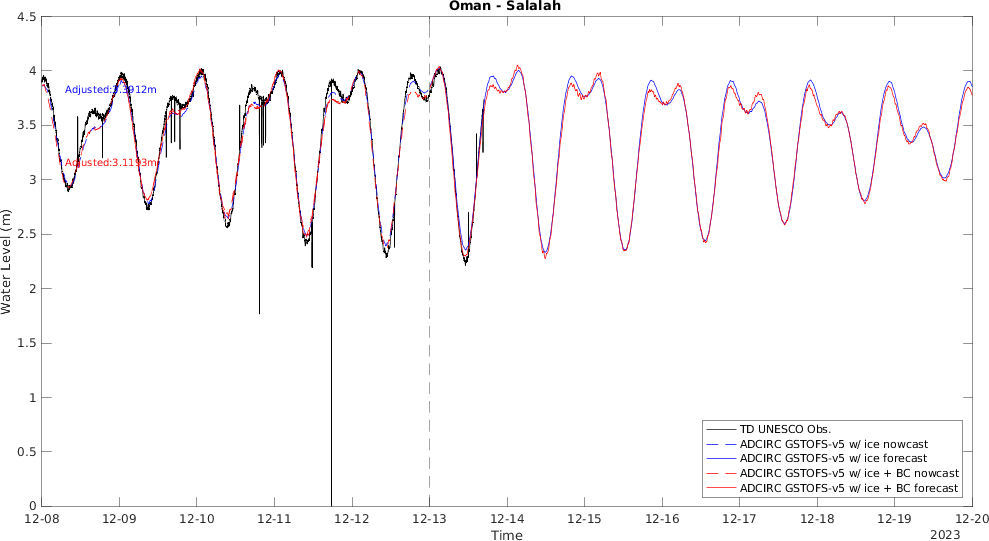 Oman - Salalah
4.5
4
3.5
3
2.5
2
1.5
1
0.5
0
Water Level (m)
Adjusted:3.3912m
Adjusted:3.1193m
TD UNESCO Obs.
ADCIRC GSTOFS-v5 w/ ice nowcast
ADCIRC GSTOFS-v5 w/ ice forecast
ADCIRC GSTOFS-v5 w/ ice + BC nowcast
ADCIRC GSTOFS-v5 w/ ice + BC forecast
12-08 12-09 12-10 12-11 12-12 12-13 12-14 12-15 12-16 12-17 12-18 12-19 12-20
Time
2023